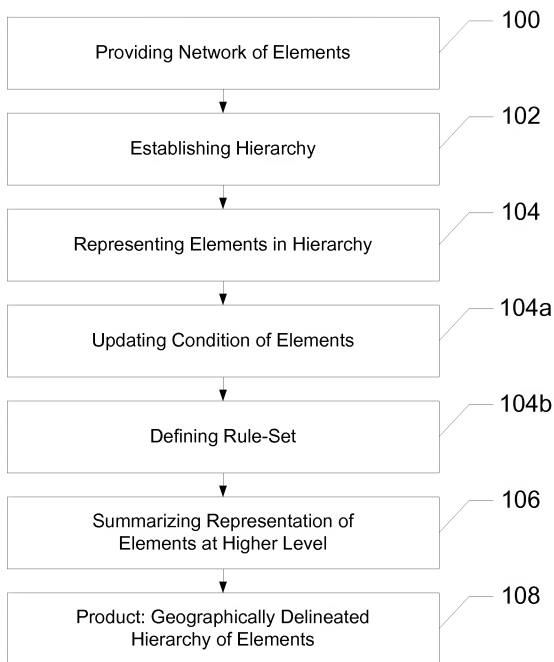 100
Providing Network of Elements
102
Establishing Hierarchy
104
Representing Elements in Hierarchy
104a
Updating Condition of Elements
104b
Defining Rule-Set
106
Summarizing Representation of
Elements at Higher Level
108
Product: Geographically Delineated
Hierarchy of Elements